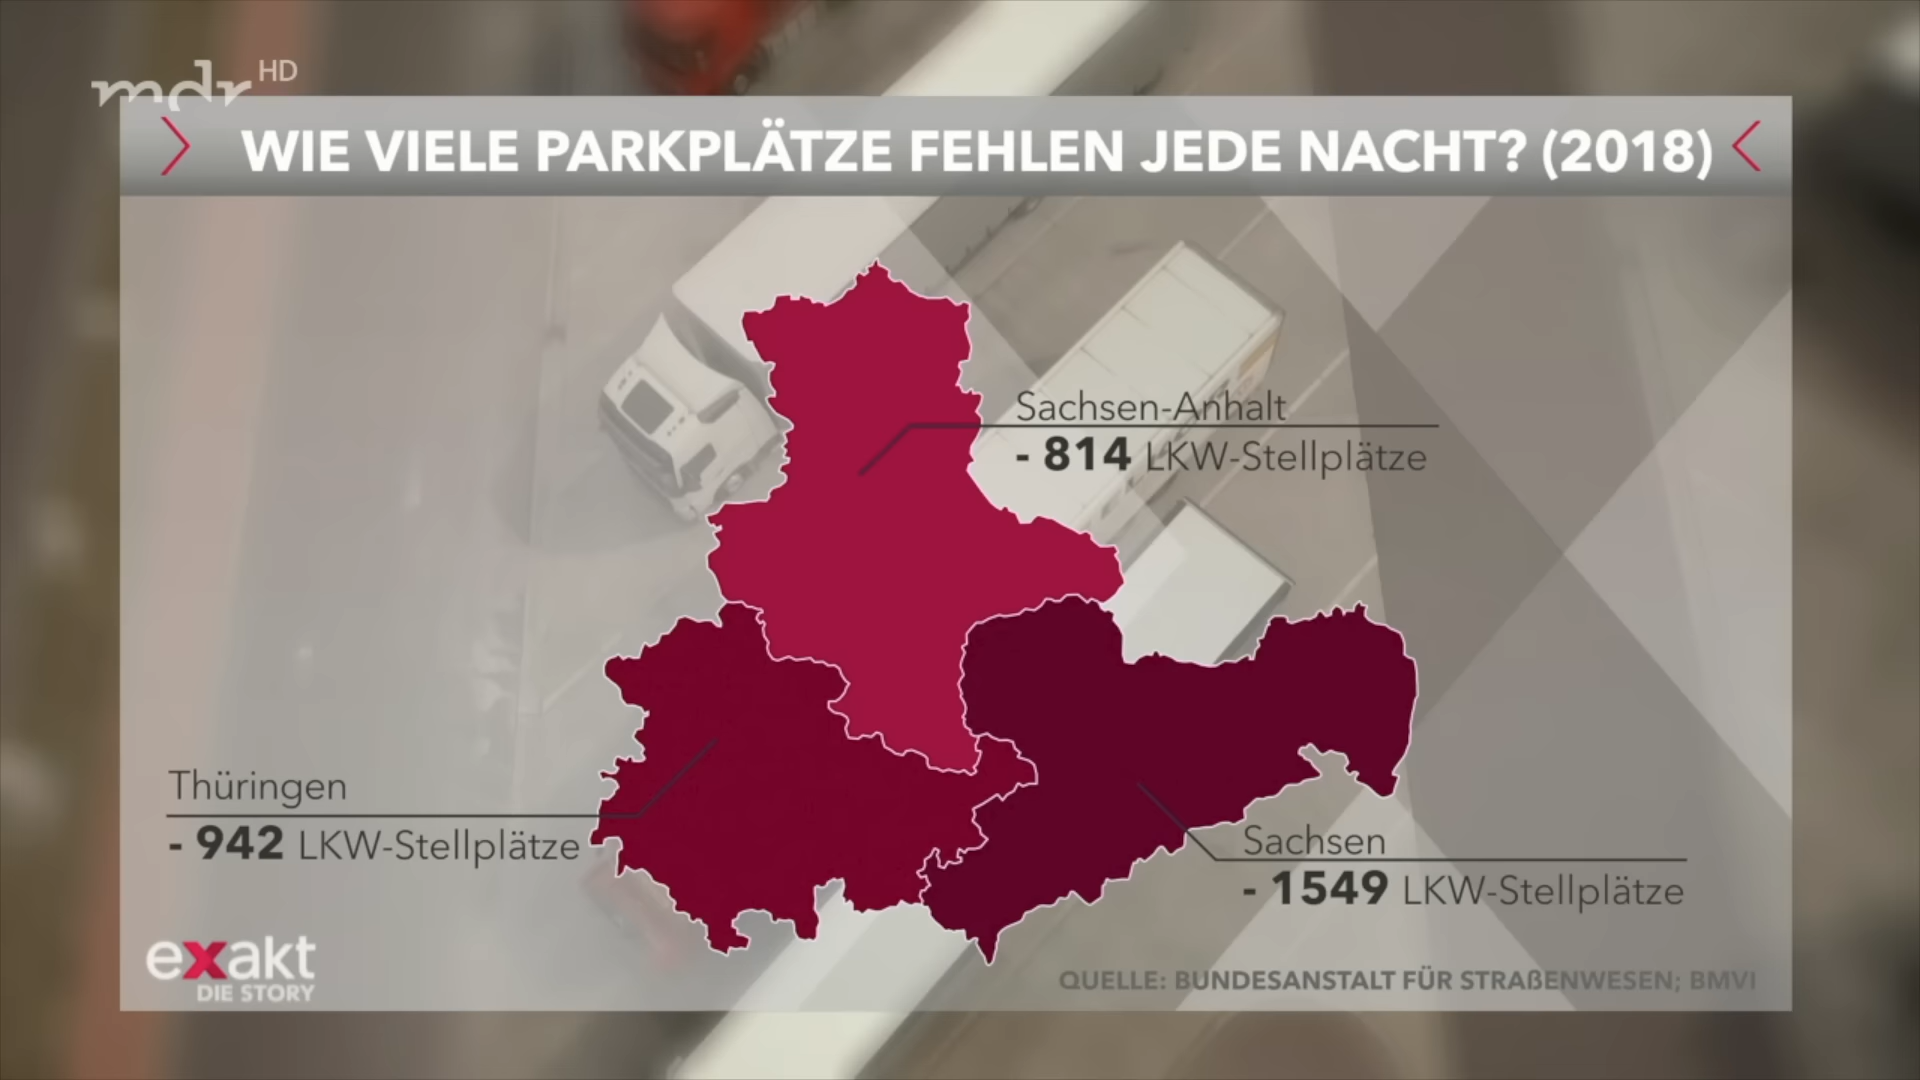 mdr HD
WIE VIELE PARKPLÄTZE FEHLEN JEDE NACHT? (2018)
Sachsen-Anhalt
- 814 LKW-Stellplätze
Thüringen
- 942 LKW-Stellplätze
Sachsen
- 1549 LKW-Stellplätze
exakt
DIE STORY
QUELLE: BUNDESANSTALT FÜR STRAßENWESEN; BMVI